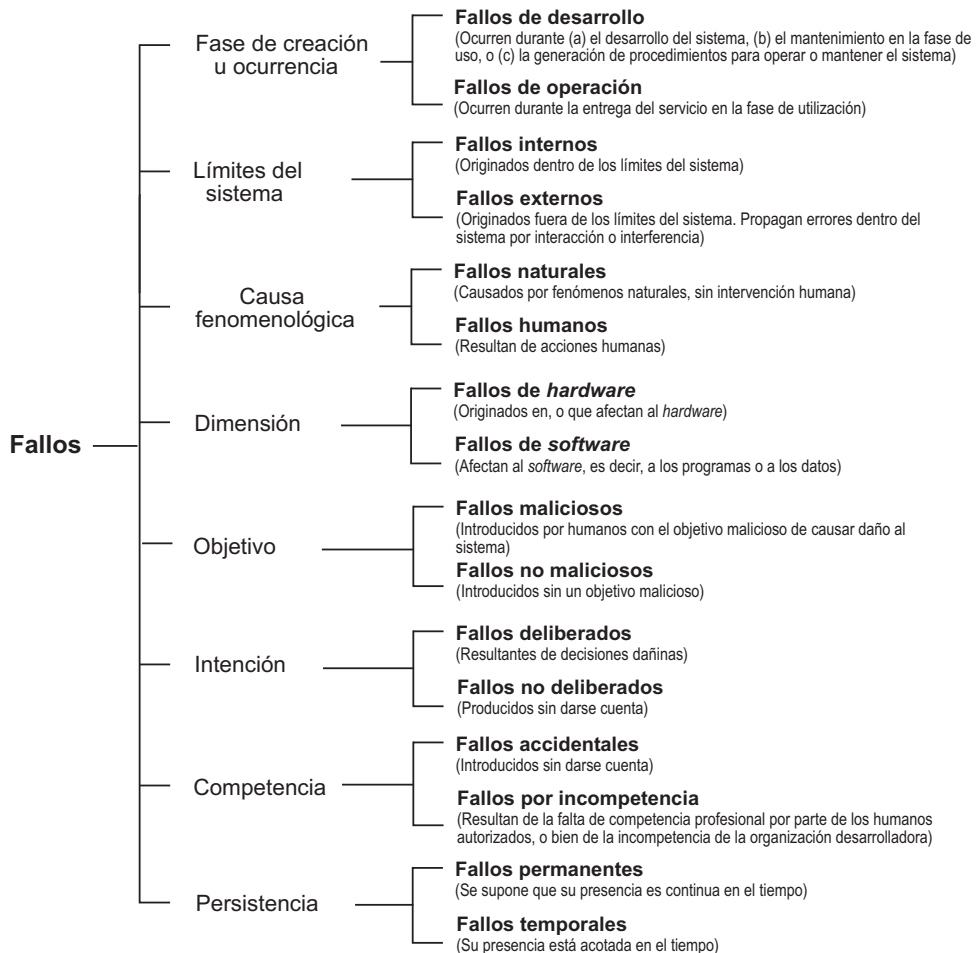 Fallos
Fase de creación
u ocurrencia
Fallos de desarrollo
(Ocurren durante (a) el desarrollo del sistema, (b) el mantenimiento en la fase de
uso, o (c) la generación de procedimientos para operar o mantener el sistema)
Fallos de operación
(Ocurren durante la entrega del servicio en la fase de utilización)
Límites del
sistema
Fallos internos
(Originados dentro de los límites del sistema)
Fallos externos
(Originados fuera de los límites del sistema. Propagan errores dentro del
sistema por interacción o interferencia)
Causa
fenomenológica
Fallos naturales
(Causados por fenómenos naturales, sin intervención humana)
Fallos humanos
(Resultan de acciones humanas)
Dimensión
Fallos de hardware
(Originados en, o que afectan al hardware)
Fallos de software
(Afectan al software, es decir, a los programas o a los datos)
Objetivo
Fallos maliciosos
(Introducidos por humanos con el objetivo malicioso de causar daño al
sistema)
Fallos no maliciosos
(Introducidos sin un objetivo malicioso)
Intención
Fallos deliberados
(Resultantes de decisiones dañinas)
Fallos no deliberados
(Producidos sin darse cuenta)
Competencia
Fallos accidentales
(Introducidos sin darse cuenta)
Fallos por incompetencia
(Resultan de la falta de competencia profesional por parte de los humanos
autorizados, o bien de la incompetencia de la organización desarrolladora)
Persistencia
Fallos permanentes
(Se supone que su presencia es continua en el tiempo)
Fallos temporales
(Su presencia está acotada en el tiempo)